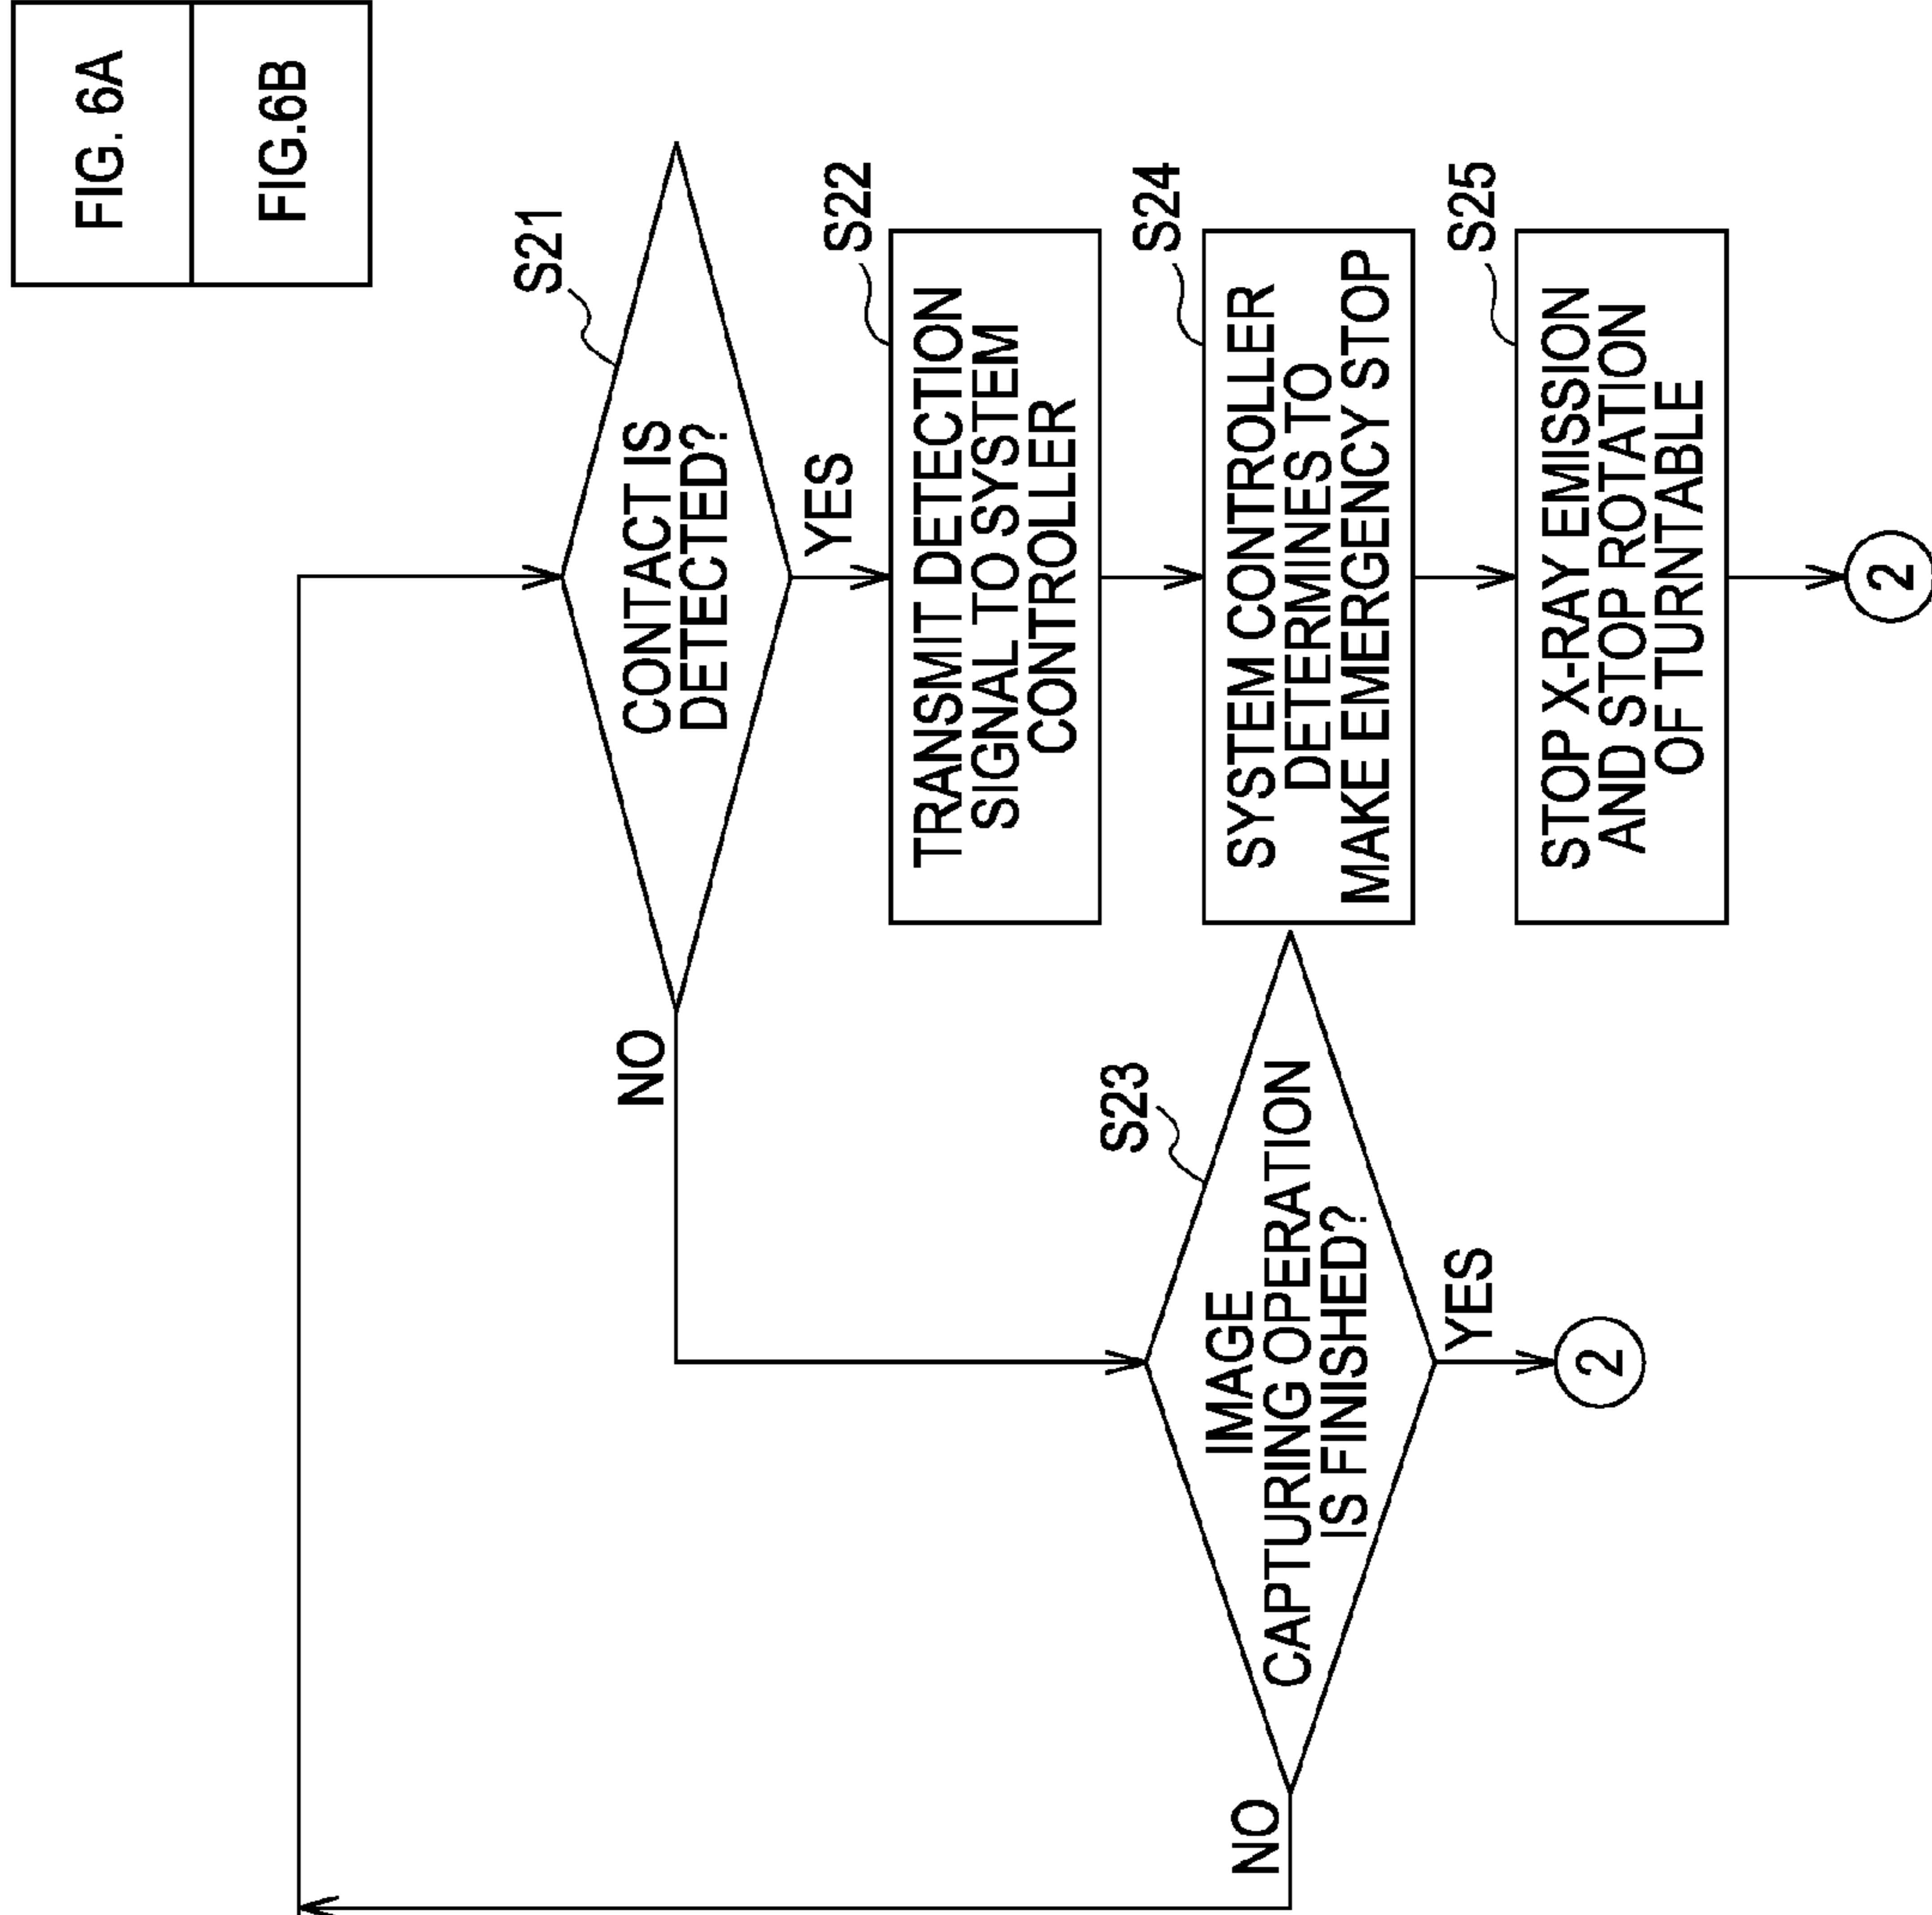 FIG. 6A
FIG.6B
S21
CONTACT IS
DETECTED?
NO
YES
S22
TRANSMIT DETECTION
SIGNAL TO SYSTEM
CONTROLLER
S23
IMAGE
CAPTURING OPERATION
IS FINISHED?
NO
YES
2
S24
SYSTEM CONTROLLER
DETERMINES TO
MAKE EMERGENCY STOP
S25
STOP X-RAY EMISSION
AND STOP ROTATION
OF TURNTABLE
2